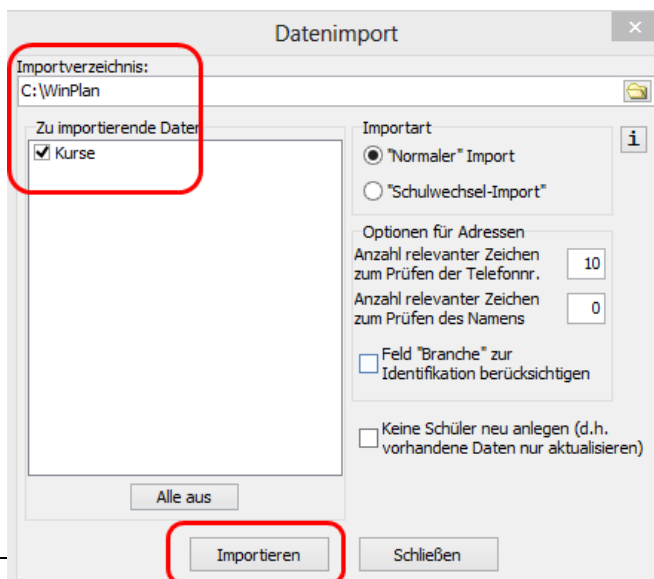 Datenimport
Importverzeichnis:
C:\WinPlan
Zu importierende Daten
Kurse
Alle aus
Importart
"Normaler" Import
"Schulwechsel-Import"
i
Optionen für Adressen
Anzahl relevanter Zeichen
zum Prüfen der Telefonnr.
10
Anzahl relevanter Zeichen
zum Prüfen des Namens
0
Feld "Branche" zur
Identifikation berücksichtigen
Keine Schüler neu anlegen (d.h.
vorhandene Daten nur aktualisieren)
Importieren
Schließen